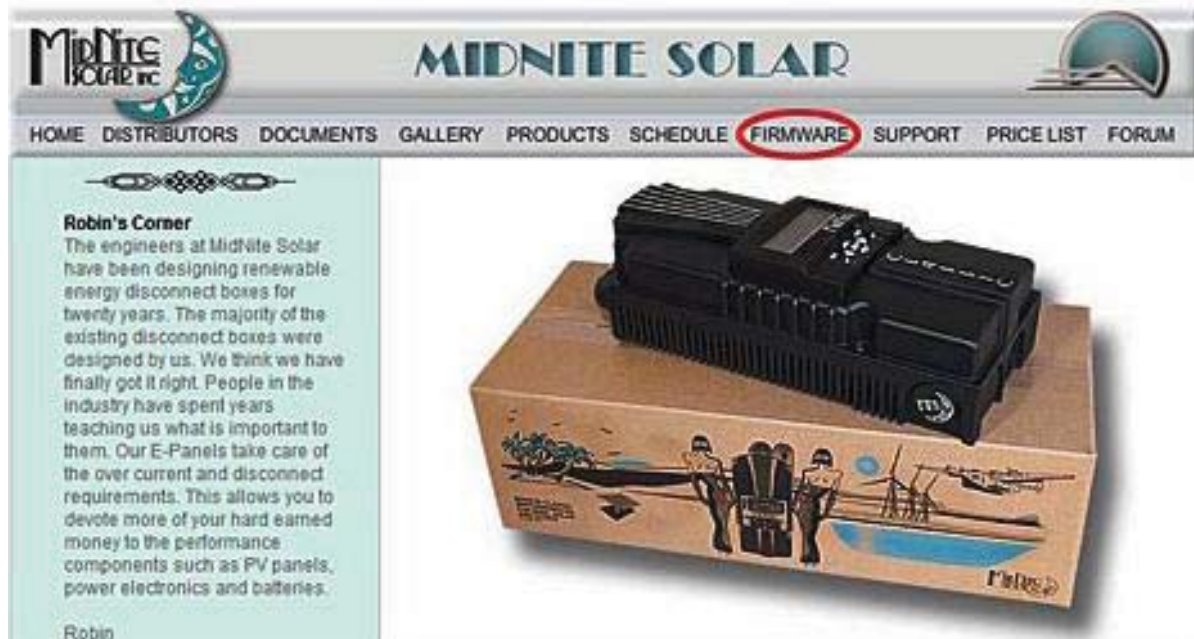 MIDNITE
SOLAR INC
MIDNITE SOLAR
HOME DISTRIBUTORS DOCUMENTS GALLERY PRODUCTS SCHEDULE FIRMWARE SUPPORT PRICE LIST FORUM
Robin's Corner
The engineers at MidNite Solar
have been designing renewable
energy disconnect boxes for
twenty years. The majority of the
existing disconnect boxes were
designed by us. We think we have
finally got it right. People in the
industry have spent years
teaching us what is important to
them. Our E-Panels take care of
the over current and disconnect
requirements. This allows you to
devote more of your hard earned
money to the performance
components such as PV panels,
power electronics and batteries.
Robin
CLASSIC
MIDNITE